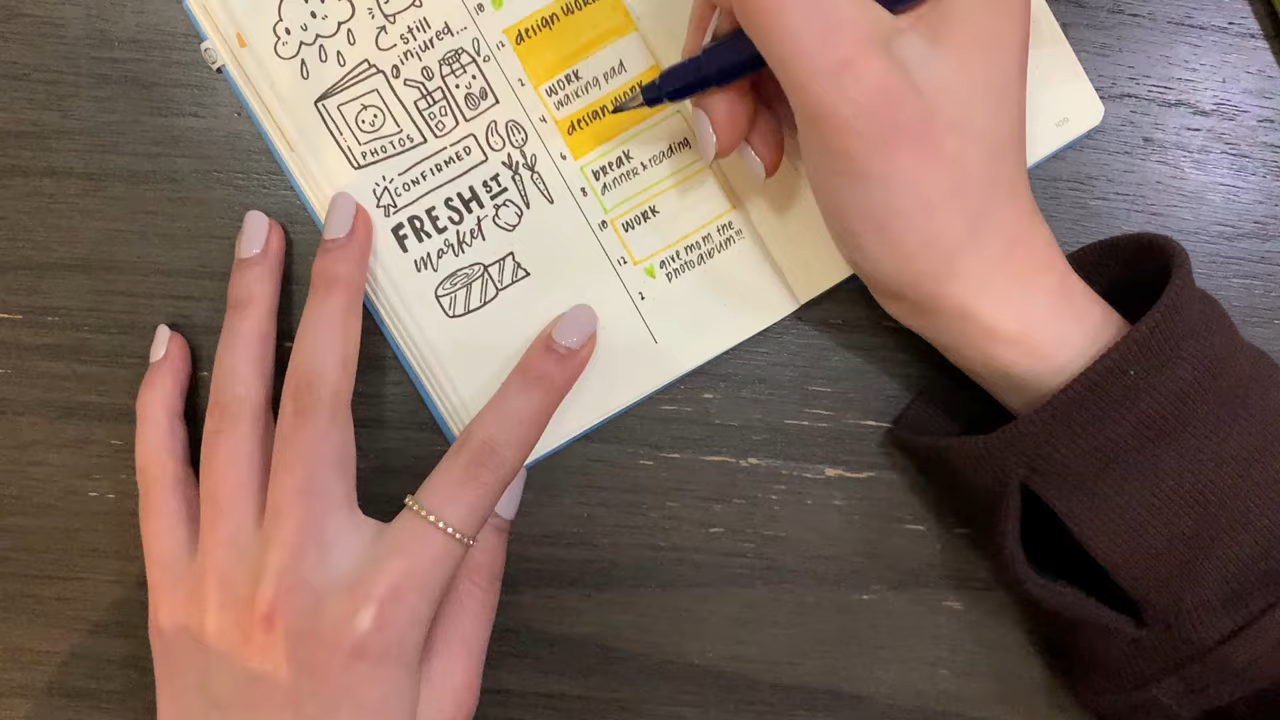 still
injured...
PHOTOS
CONFIRMED
FRESH ST
market
10
design work
12
2
WORK
walking pad
4
design work
6
break
dinner & reading
8
10
WORK
12
give mom the
photo album!!!
2
109